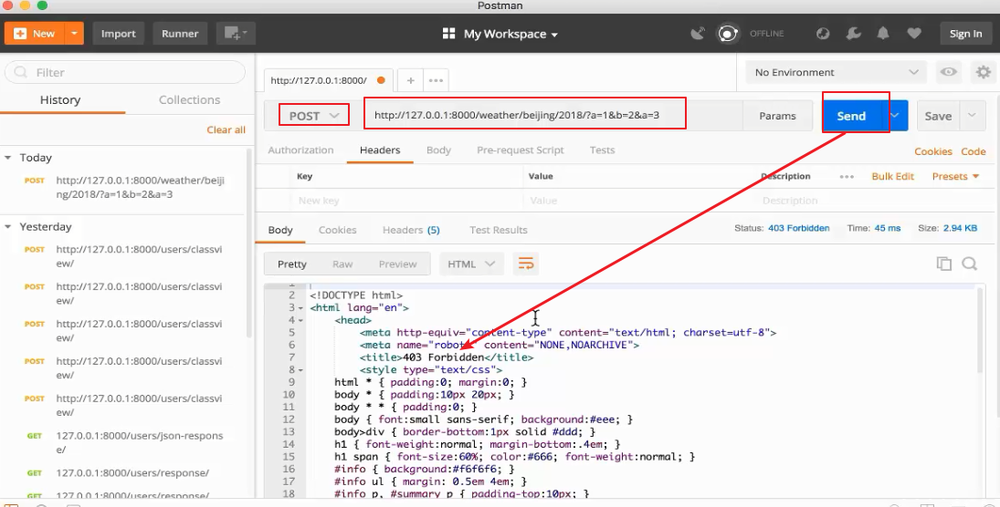 Postman
New
Import
Runner
My Workspace
OFFLINE
Sign In
Filter
History
Collections
Clear all
Today
POST http://127.0.0.1:8000/weather/beiji
ng/2018/?a=1&b=2&a=3
Yesterday
POST http://127.0.0.1:8000/users/classvi
ew/
POST http://127.0.0.1:8000/users/classvi
ew/
POST http://127.0.0.1:8000/users/classvi
ew/
POST http://127.0.0.1:8000/users/classvi
ew/
POST http://127.0.0.1:8000/users/classvi
ew/
GET 127.0.0.1:8000/users/json-respons
e/
GET 127.0.0.1:8000/users/response/
GET 127.0.0.1:8000/users/response/
http://127.0.0.1:8000/
No Environment
POST
http://127.0.0.1:8000/weather/beijing/2018/?a=1&b=2&a=3
Params
Send
Save
Authorization Headers Body Pre-request Script Tests
Cookies Code
Key Value Description ••• Bulk Edit Presets
New key Value Description
Body Cookies Headers (5) Test Results
Status: 403 Forbidden Time: 45 ms Size: 2.94 KB
Pretty Raw Preview HTML
1
2 <!DOCTYPE html>
3 <html lang="en">
4 <head>
5 <meta http-equiv="content-type" content="text/html; charset=utf-8">
6 <meta name="robots" content="NONE,NOARCHIVE">
7 <title>403 Forbidden</title>
8 <style type="text/css">
9 html * { padding:0; margin:0; }
10 body * { padding:10px 20px; }
11 body * * { padding:0; }
12 body { font:small sans-serif; background:#eee; }
13 body>div { border-bottom:1px solid #ddd; }
14 h1 { font-weight:normal; margin-bottom:.4em; }
15 h1 span { font-size:60%; color:#666; font-weight:normal; }
16 #info { background:#f6f6f6; }
17 #info ul { margin: 0.5em 4em; }
18 #info p, #summary p { padding-top:10px; }